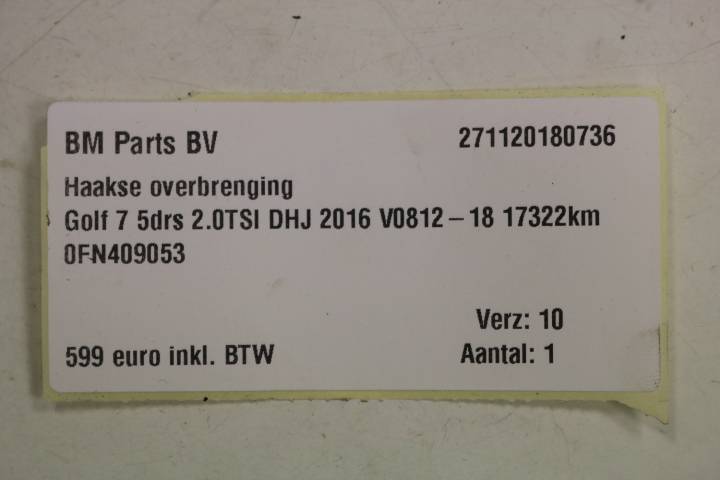 BM Parts BV 271120180736
Haakse overbrenging
Golf 7 5drs 2.0TSI DHJ 2016 V0812-18 17322km
0FN409053
Verz: 10
599 euro inkl. BTW Aantal: 1